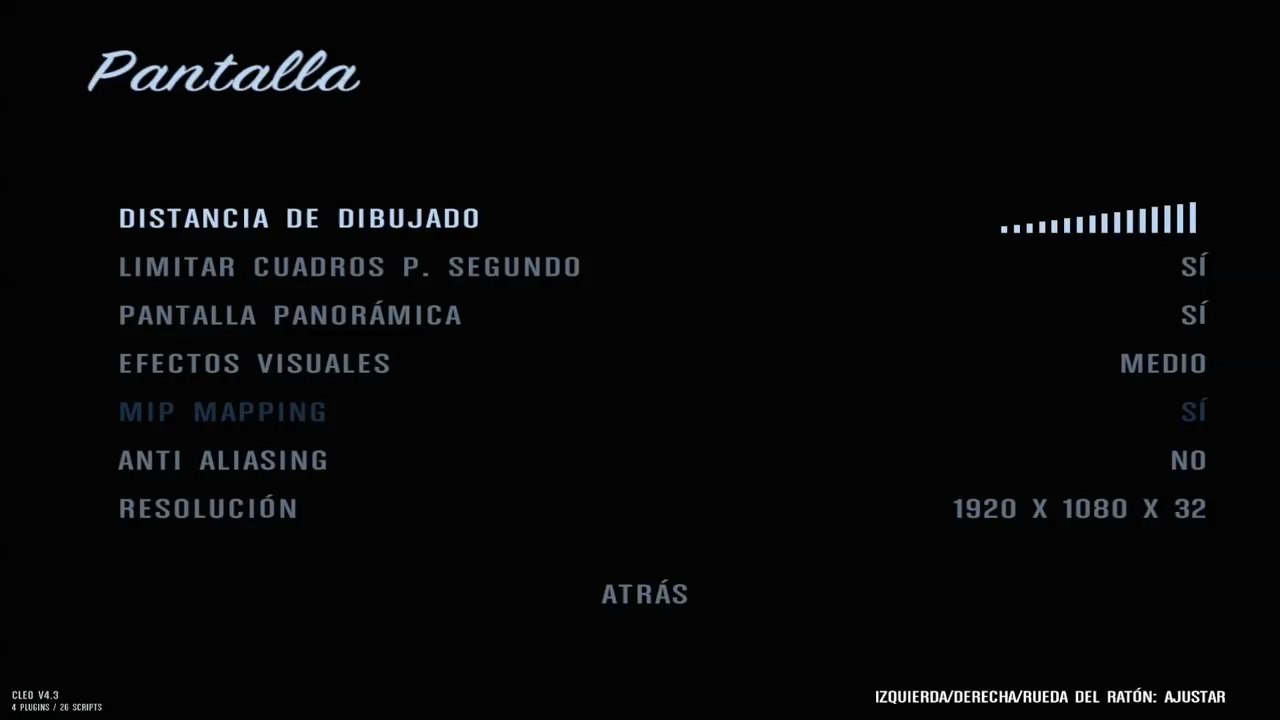 Pantalla
DISTANCIA DE DIBUJADO
LIMITAR CUADROS P. SEGUNDO SÍ
PANTALLA PANORÁMICA SÍ
EFECTOS VISUALES MEDIO
MIP MAPPING SÍ
ANTI ALIASING NO
RESOLUCIÓN 1920 X 1080 X 32
ATRÁS
CLEO V4.3
4 PLUGINS / 26 SCRIPTS
IZQUIERDA/DERECHA/RUEDA DEL RATÓN: AJUSTAR